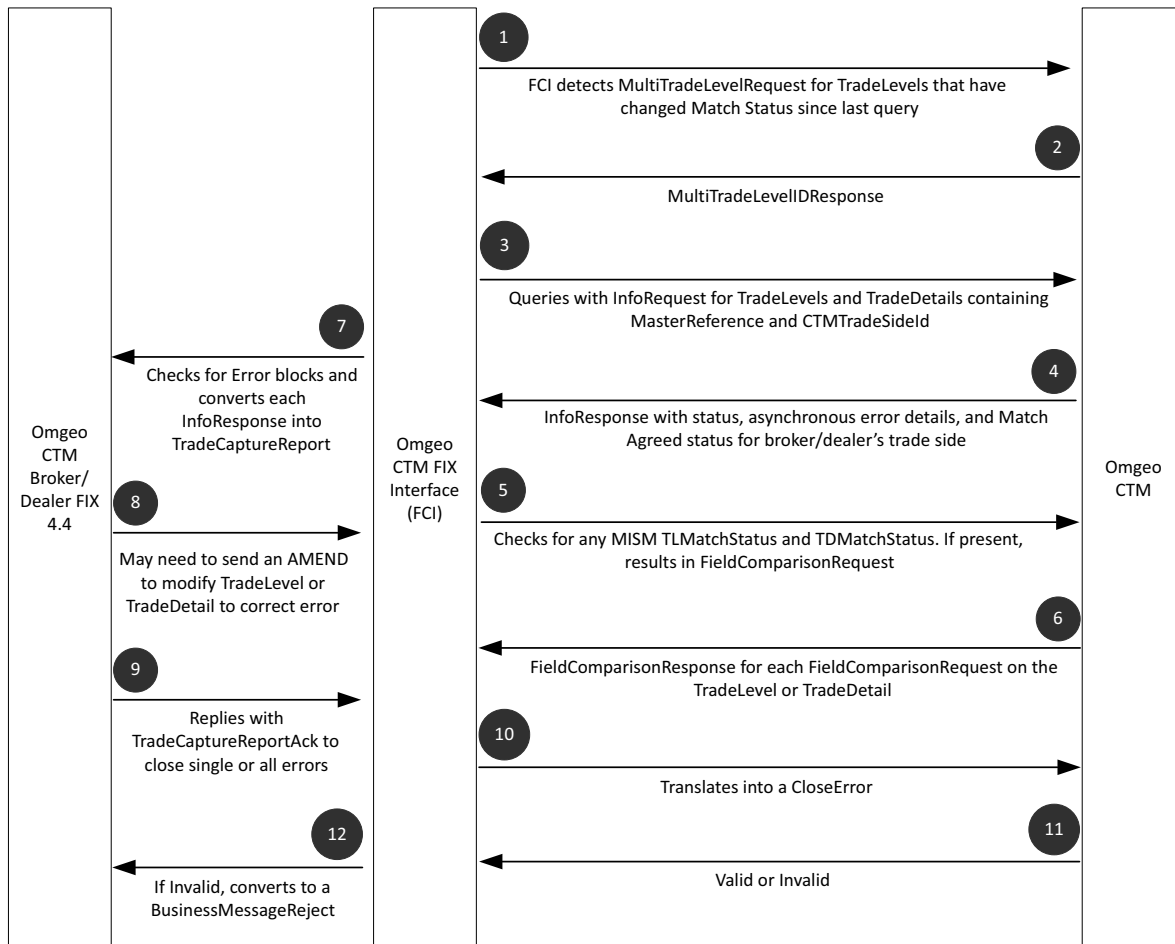 1
FCI detects MultiTradeLevelRequest for TradeLevels that have
changed Match Status since last query
2
MultiTradeLevelIDResponse
3
Queries with InfoRequest for TradeLevels and TradeDetails containing
MasterReference and CTMTradeSideId
7
Checks for Error blocks and
converts each
InfoResponse into
TradeCaptureReport
4
InfoResponse with status, asynchronous error details, and Match
Agreed status for broker/dealer’s trade side
Omgeo
CTM
Broker/
Dealer FIX
4.4
Omgeo
CTM FIX
Interface
(FCI)
Omgeo
CTM
8
May need to send an AMEND
to modify TradeLevel or
TradeDetail to correct error
5
Checks for any MISM TLMatchStatus and TDMatchStatus. If present,
results in FieldComparisonRequest
6
FieldComparisonResponse for each FieldComparisonRequest on the
TradeLevel or TradeDetail
9
Replies with
TradeCaptureReportAck to
close single or all errors
10
Translates into a CloseError
12
If Invalid, converts to a
BusinessMessageReject
11
Valid or Invalid